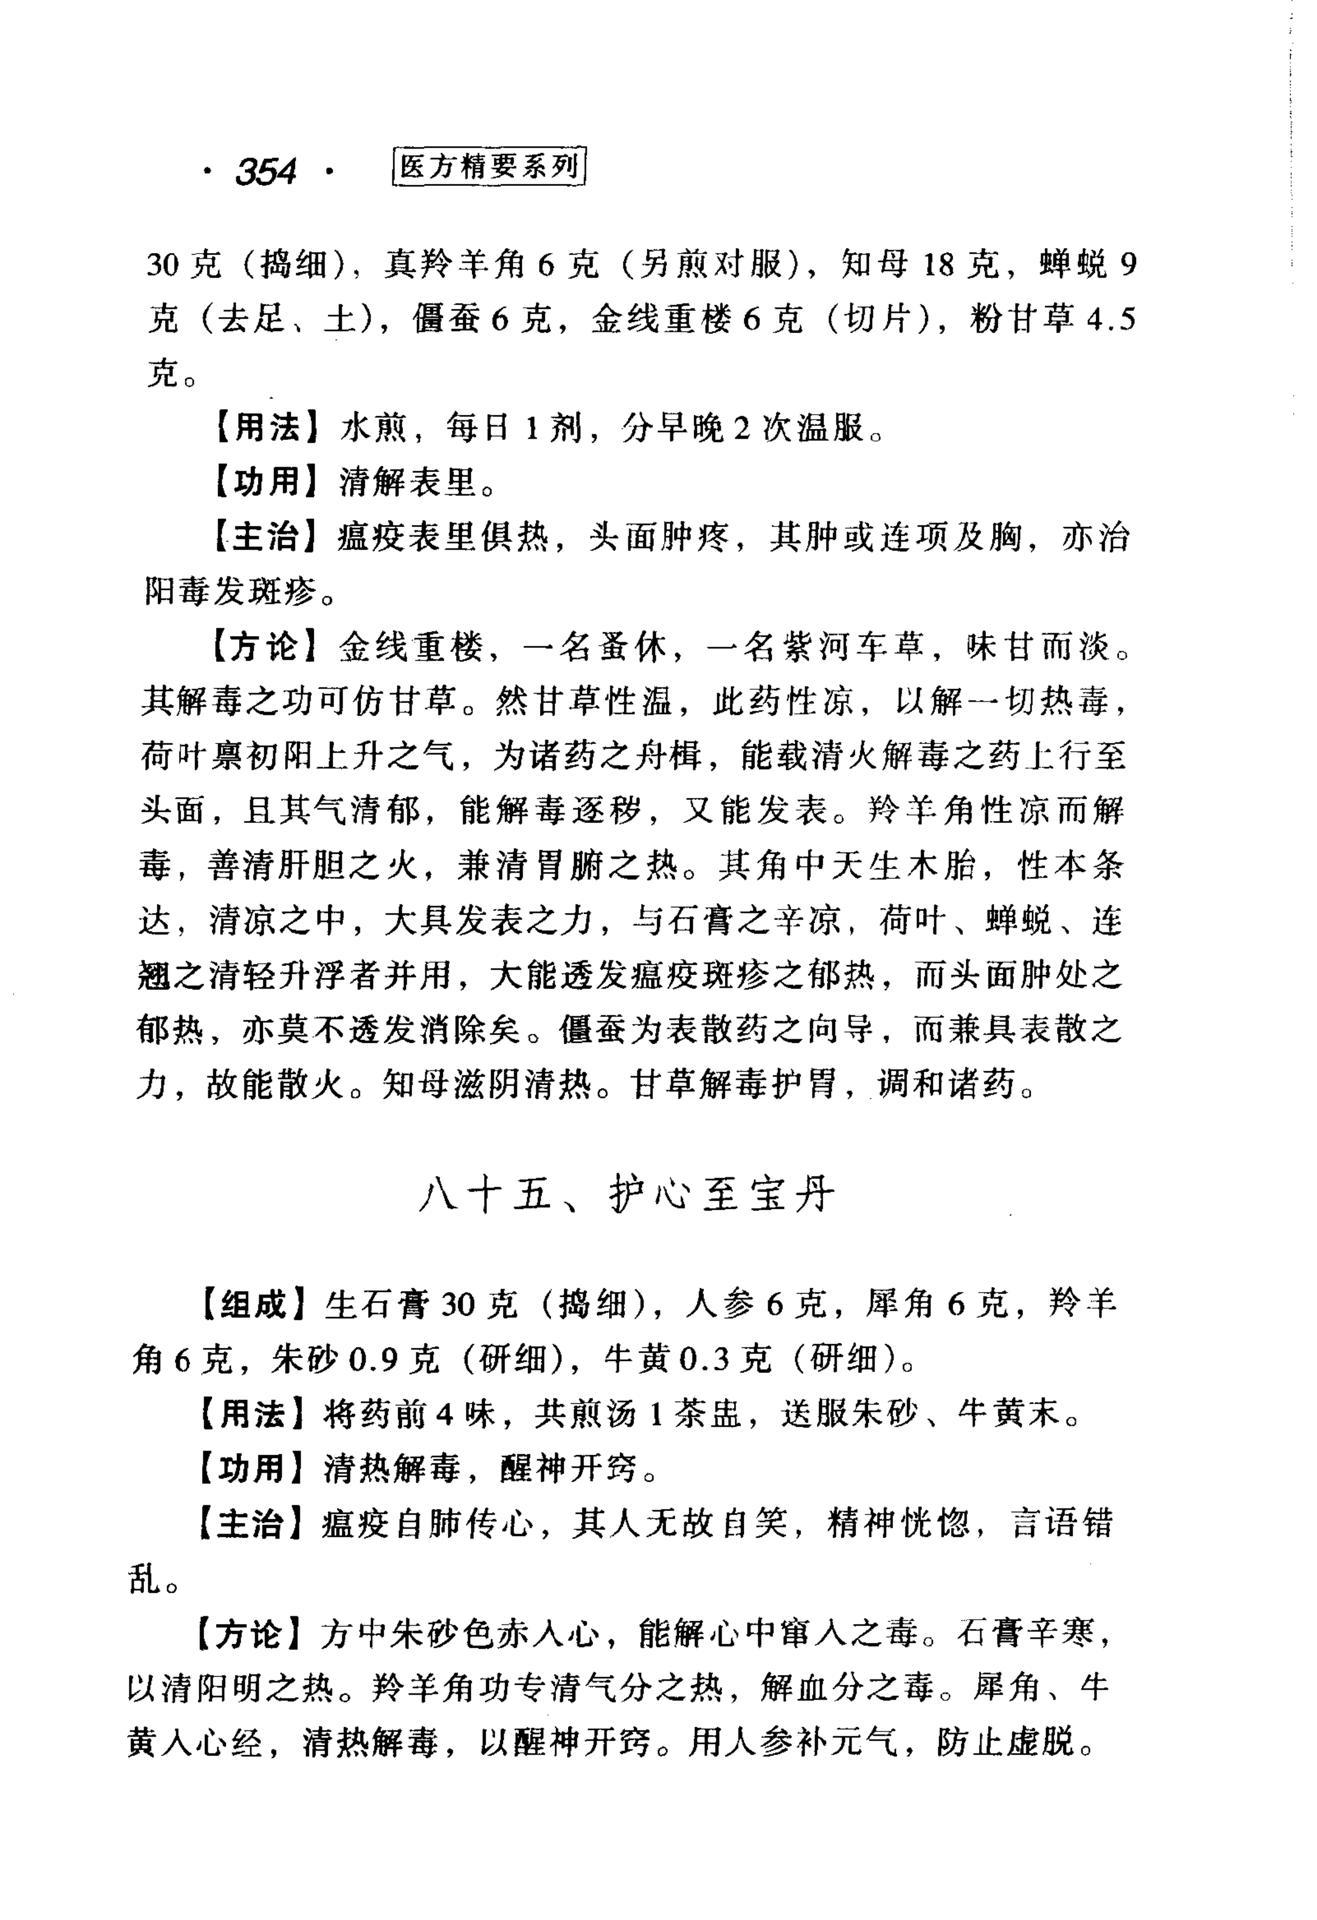 · 354 · 医方精要系列
30 克（捣细），真羚羊角 6 克（另煎对服），知母 18 克，蝉蜕 9
克（去足、土），僵蚕 6 克，金线重楼 6 克（切片），粉甘草 4.5
克。
【用法】水煎，每日 1 剂，分早晚 2 次温服。
【功用】清解表里。
【主治】瘟疫表里俱热，头面肿疼，其肿或连项及胸，亦治
阳毒发斑疹。
【方论】金线重楼，一名蚤休，一名紫河车草，味甘而淡。
其解毒之功可仿甘草。然甘草性温，此药性凉，以解一切热毒，
荷叶禀初阳上升之气，为诸药之舟楫，能载清火解毒之药上行至
头面，且其气清郁，能解毒逐秽，又能发表。羚羊角性凉而解
毒，善清肝胆之火，兼清胃腑之热。其角中天生木胎，性本条
达，清凉之中，大具发表之力，与石膏之辛凉，荷叶、蝉蜕、连
翘之清轻升浮者并用，大能透发瘟疫斑疹之郁热，而头面肿处之
郁热，亦莫不透发消除矣。僵蚕为表散药之向导，而兼具表散之
力，故能散火。知母滋阴清热。甘草解毒护胃，调和诸药。
八十五、护心至宝丹
【组成】生石膏 30 克（捣细），人参 6 克，犀角 6 克，羚羊
角 6 克，朱砂 0.9 克（研细），牛黄 0.3 克（研细）。
【用法】将药前 4 味，共煎汤 1 茶盅，送服朱砂、牛黄末。
【功用】清热解毒，醒神开窍。
【主治】瘟疫自肺传心，其人无故自笑，精神恍惚，言语错
乱。
【方论】方中朱砂色赤入心，能解心中窜入之毒。石膏辛寒，
以清阳明之热。羚羊角功专清气分之热，解血分之毒。犀角、牛
黄入心经，清热解毒，以醒神开窍。用人参补元气，防止虚脱。